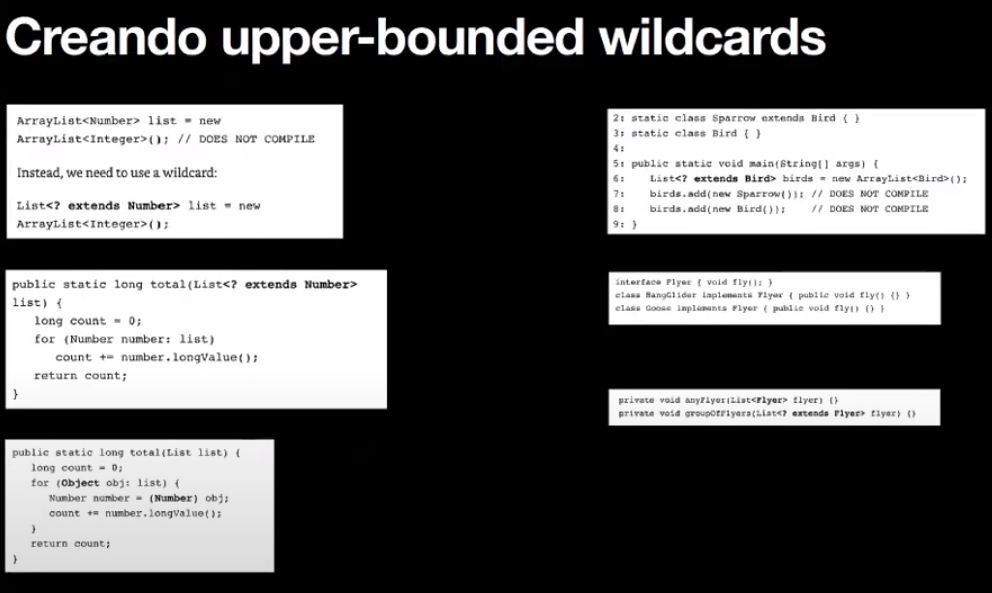 Creando upper-bounded wildcards
ArrayList<Number> list = new
ArrayList<Integer>(); // DOES NOT COMPILE
Instead, we need to use a wildcard:
List<? extends Number> list = new
ArrayList<Integer>();
public static long total(List<? extends Number>
list) {
long count = 0;
for (Number number: list)
count += number.longValue();
return count;
}
public static long total(List list) {
long count = 0;
for (Object obj: list) {
Number number = (Number) obj;
count += number.longValue();
}
return count;
}
2: static class Sparrow extends Bird { }
3: static class Bird { }
4:
5: public static void main(String[] args) {
6: List<? extends Bird> birds = new ArrayList<Bird>();
7: birds.add(new Sparrow()); // DOES NOT COMPILE
8: birds.add(new Bird()); // DOES NOT COMPILE
9: }
interface Flyer { void fly(); }
class HangGlider implements Flyer { public void fly() {} }
class Goose implements Flyer { public void fly() {} }
private void anyFlyer(List<Flyer> flyer) {}
private void groupOfFlyers(List<? extends Flyer> flyer) {}